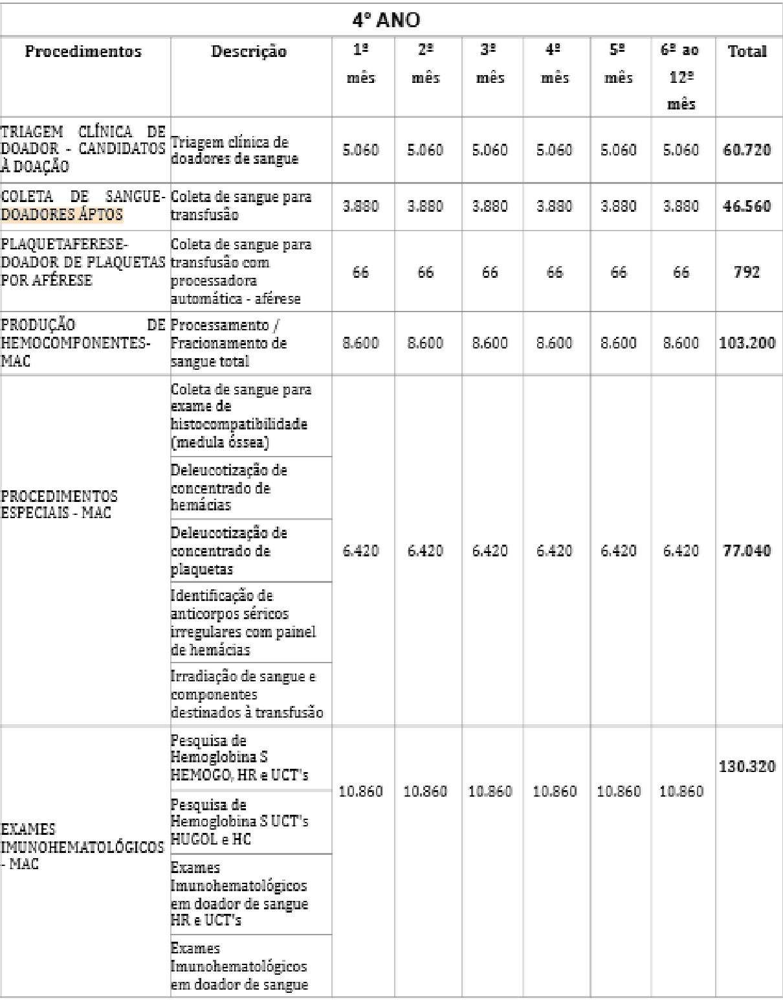 4° ANO
Procedimentos Descrição 1º mês 2º mês 3º mês 4º mês 5º mês 6º ao 12º mês Total
TRIAGEM CLÍNICA DE
DOADOR - CANDIDATOS
À DOAÇÃO
Triagem clínica de
doadores de sangue
5.060 5.060 5.060 5.060 5.060 5.060 60.720
COLETA DE SANGUE-
DOADORES ÁPTOS
Coleta de sangue para
transfusão
3.880 3.880 3.880 3.880 3.880 3.880 46.560
PLAQUETAFERESE-
DOADOR DE PLAQUETAS
POR AFÉRESE
Coleta de sangue para
transfusão com
processadora
automática - aférese
66 66 66 66 66 66 792
PRODUÇÃO DE
HEMOCOMPONENTES-
MAC
Processamento /
Fracionamento de
sangue total
8.600 8.600 8.600 8.600 8.600 8.600 103.200
PROCEDIMENTOS
ESPECIAIS - MAC
Coleta de sangue para
exame de
histocompatibilidade
(medula óssea)
Deleucotização de
concentrado de
hemácias
Deleucotização de
concentrado de
plaquetas
Identificação de
anticorpos séricos
irregulares com painel
de hemácias
Irradiação de sangue e
componentes
destinados à transfusão
6.420 6.420 6.420 6.420 6.420 6.420 77.040
EXAMES
IMUNOHEMATOLÓGICOS
- MAC
Pesquisa de
Hemoglobina S
HEMOGO, HR e UCT's
Pesquisa de
Hemoglobina S UCT's
HUGOL e HC
Exames
Imunohematológicos
em doador de sangue
HR e UCT's
Exames
Imunohematológicos
em doador de sangue
10.860 10.860 10.860 10.860 10.860 10.860 130.320